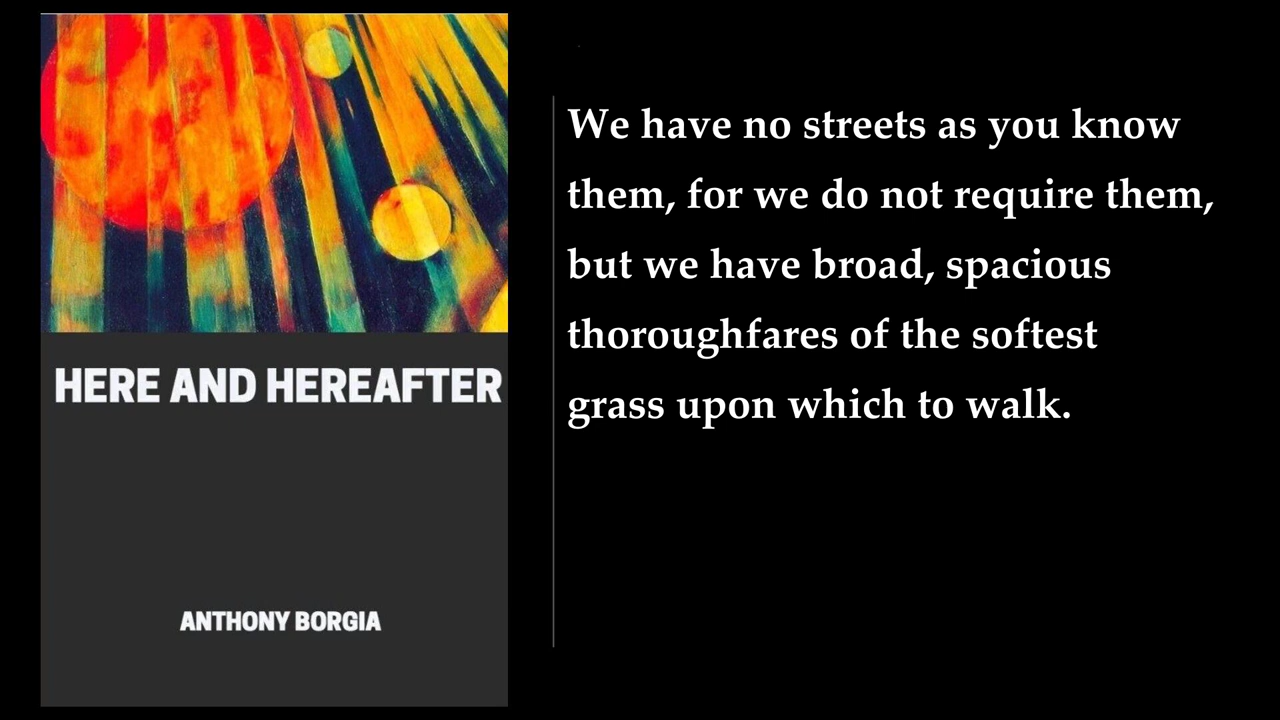 HERE AND HEREAFTER
ANTHONY BORGIA
We have no streets as you know
them, for we do not require them,
but we have broad, spacious
thoroughfares of the softest
grass upon which to walk.